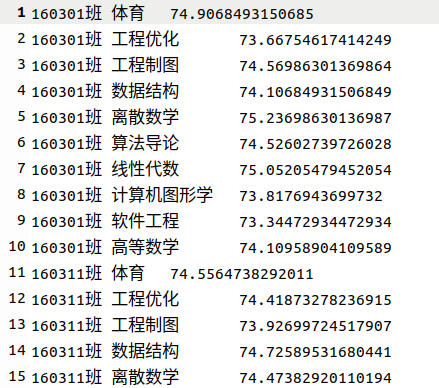 1 160301班 体育 74.9068493150685
2 160301班 工程优化 73.66754617414249
3 160301班 工程制图 74.56986301369864
4 160301班 数据结构 74.10684931506849
5 160301班 离散数学 75.23698630136987
6 160301班 算法导论 74.52602739726028
7 160301班 线性代数 75.05205479452054
8 160301班 计算机图形学 73.8176943699732
9 160301班 软件工程 73.34472934472934
10 160301班 高等数学 74.10958904109589
11 160311班 体育 74.5564738292011
12 160311班 工程优化 74.41873278236915
13 160311班 工程制图 73.92699724517907
14 160311班 数据结构 74.72589531680441
15 160311班 离散数学 74.47382920110194